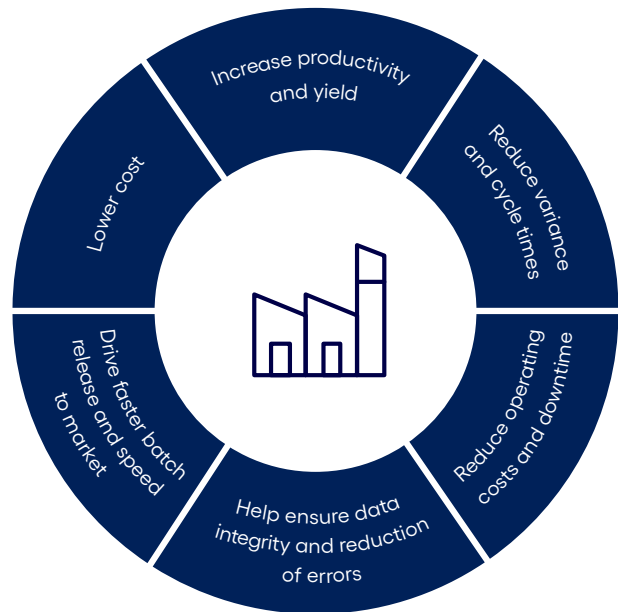 Increase productivity
and yield
Reduce variance
and cycle times
Reduce operating
costs and downtime
Help ensure data
integrity and reduction
of errors
Drive faster batch
release and speed
to market
Lower cost